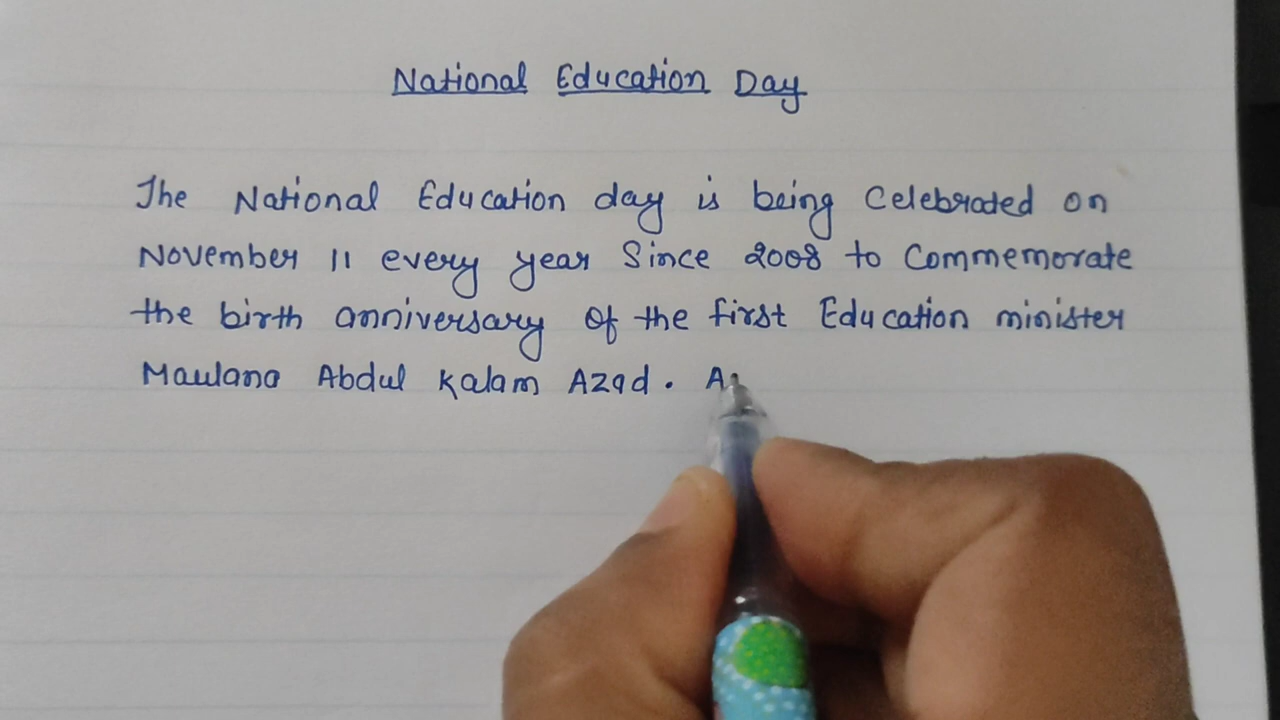 National Education Day
The National Education day is being Celebrated on
November 11 every year Since 2008 to Commemorate
the birth anniversary of the first Education minister
Maulana Abdul Kalam Azad.